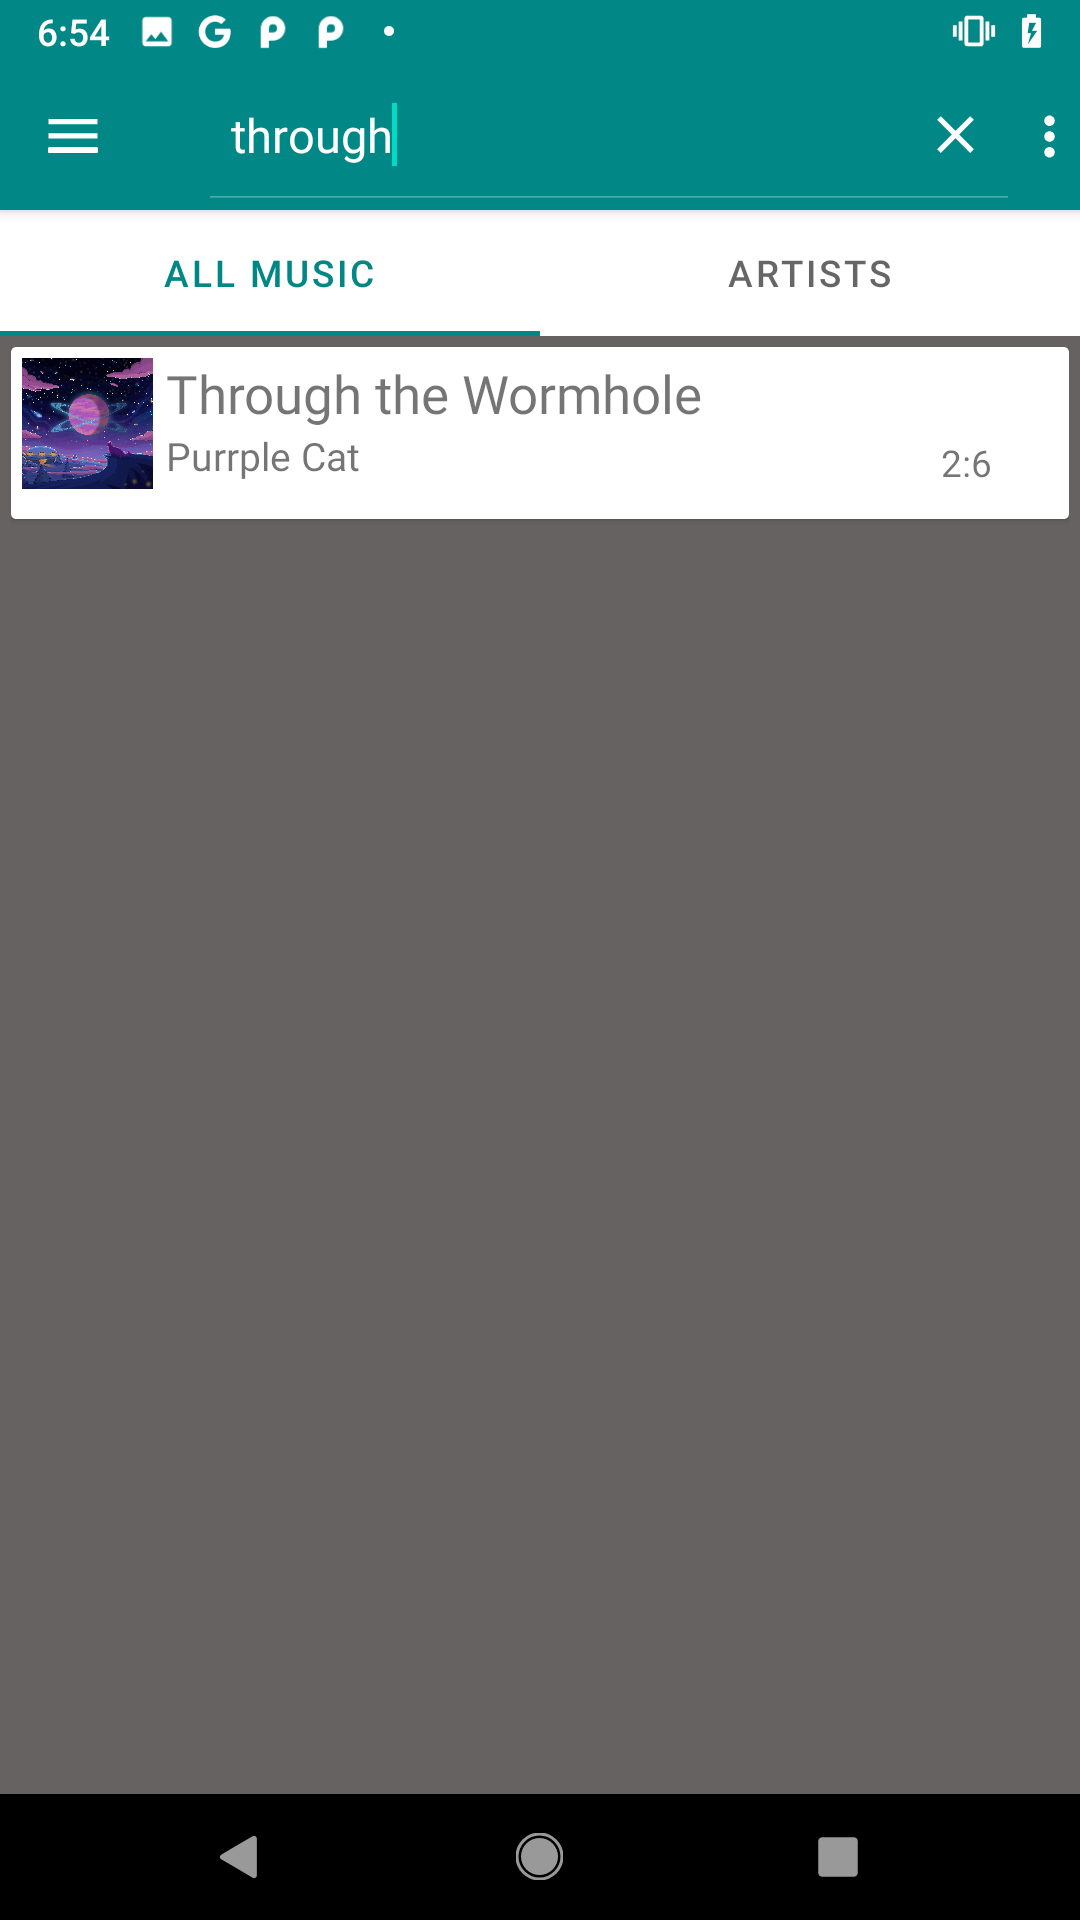 6:54
through
ALL MUSIC
ARTISTS
Through the Wormhole
Purrple Cat
2:6